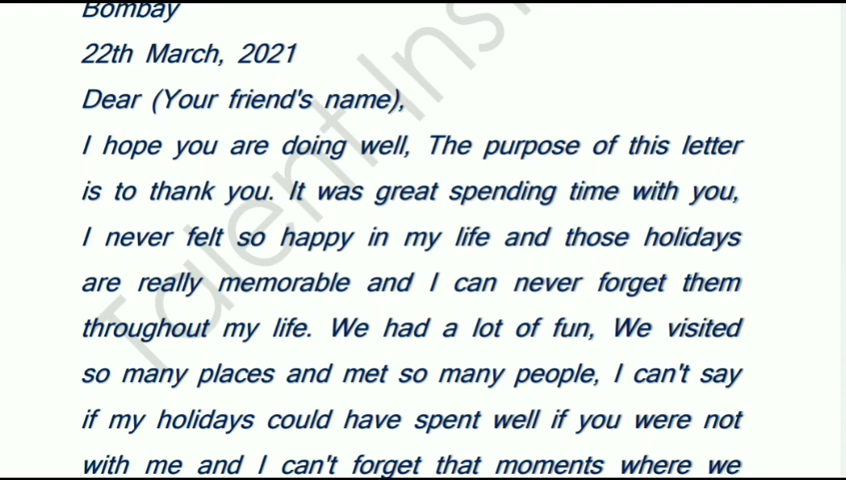 Bombay
22th March, 2021
Dear (Your friend's name),
I hope you are doing well, The purpose of this letter
is to thank you. It was great spending time with you,
I never felt so happy in my life and those holidays
are really memorable and I can never forget them
throughout my life. We had a lot of fun, We visited
so many places and met so many people, I can't say
if my holidays could have spent well if you were not
with me and I can't forget that moments where we
Talent Ins